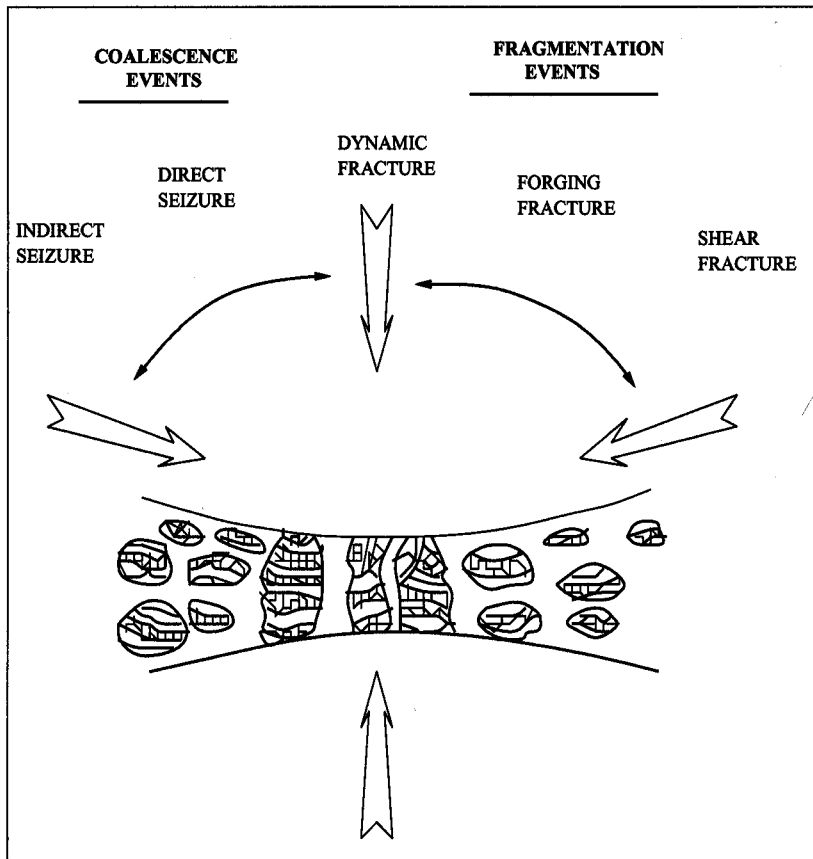 COALESCENCE
EVENTS
FRAGMENTATION
EVENTS
DYNAMIC
FRACTURE
DIRECT
SEIZURE
FORGING
FRACTURE
INDIRECT
SEIZURE
SHEAR
FRACTURE